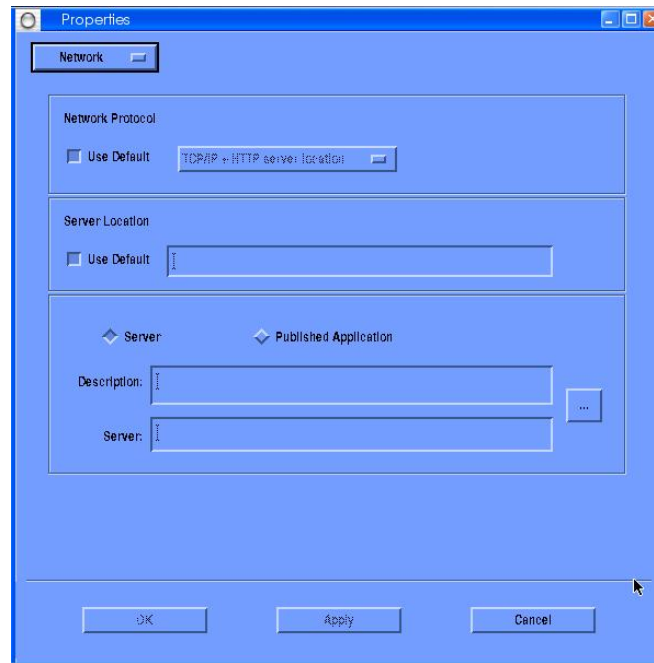 Properties
Network
Network Protocol
Use Default
TCP/IP + HTTP server location
Server Location
Use Default
Server
Published Application
Description:
...
Server:
OK
Apply
Cancel